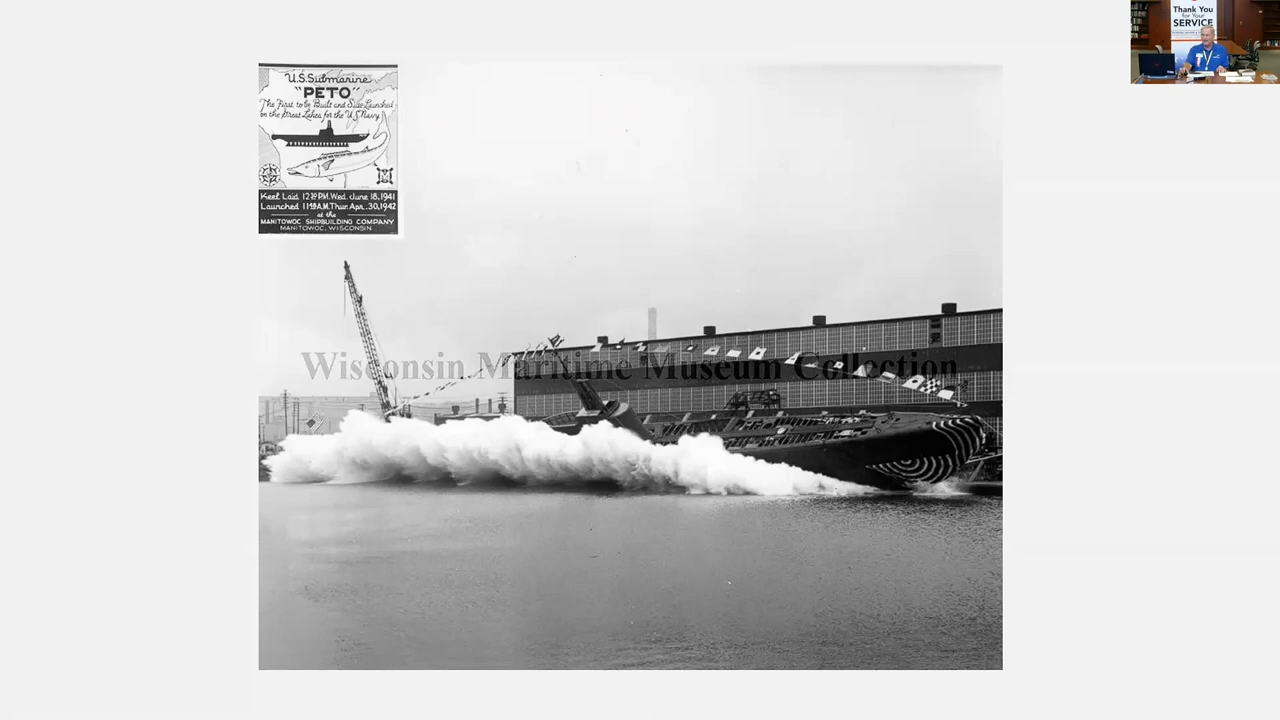 U.S. Submarine
"PETO"
The First to be Built and Side Launched
on the Great Lakes for the U.S. Navy
Keel Laid 12:30 P.M. Wed. June 18, 1941
Launched 11:48 A.M. Thur. Apr. 30, 1942
at the
MANITOWOC SHIPBUILDING COMPANY
MANITOWOC, WISCONSIN
Wisconsin Maritime Museum Collection
Thank You
for Your
SERVICE